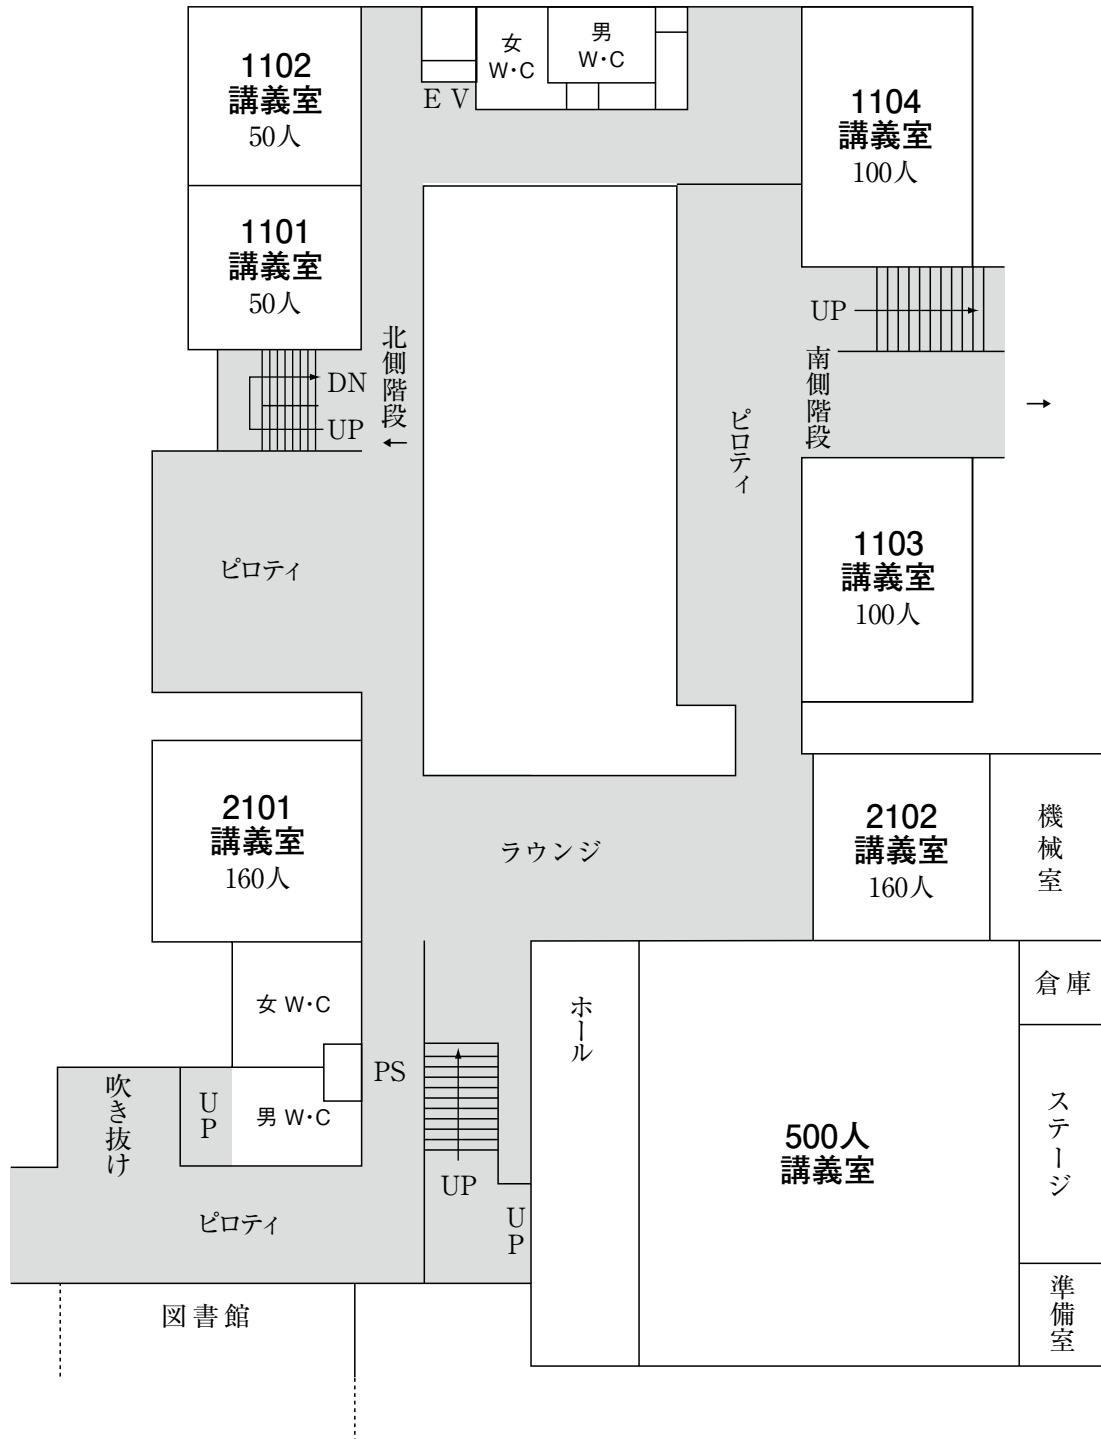 1102
講義室
50人
EV
女
W・C
男
W・C
1104
講義室
100人
1101
講義室
50人
北側階段
←
DN
UP
UP
南側階段
→
ピロティ
ピロティ
1103
講義室
100人
2101
講義室
160人
ラウンジ
2102
講義室
160人
機械室
女 W・C
PS
男 W・C
UP
吹き抜け
ピロティ
UP
UP
ホール
500人
講義室
倉庫
ステージ
準備室
図書館